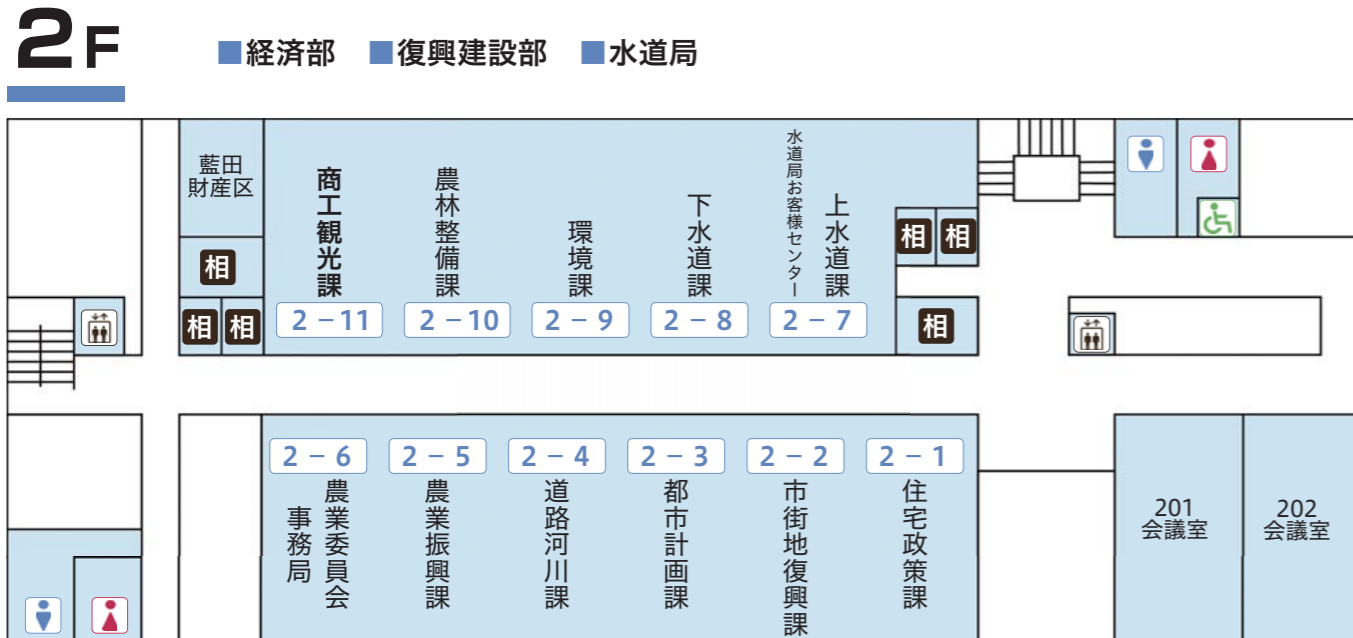 2F
■経済部 ■復興建設部 ■水道局
藍田
財産区
相
相
相
商工観光課
2－11
農林整備課
2－10
環境課
2－9
下水道課
2－8
上水道課
水道局お客様センター
2－7
相
相
相
2－6
農業委員会
事務局
2－5
農業振興課
2－4
道路河川課
2－3
都市計画課
2－2
市街地復興課
2－1
住宅政策課
201
会議室
202
会議室